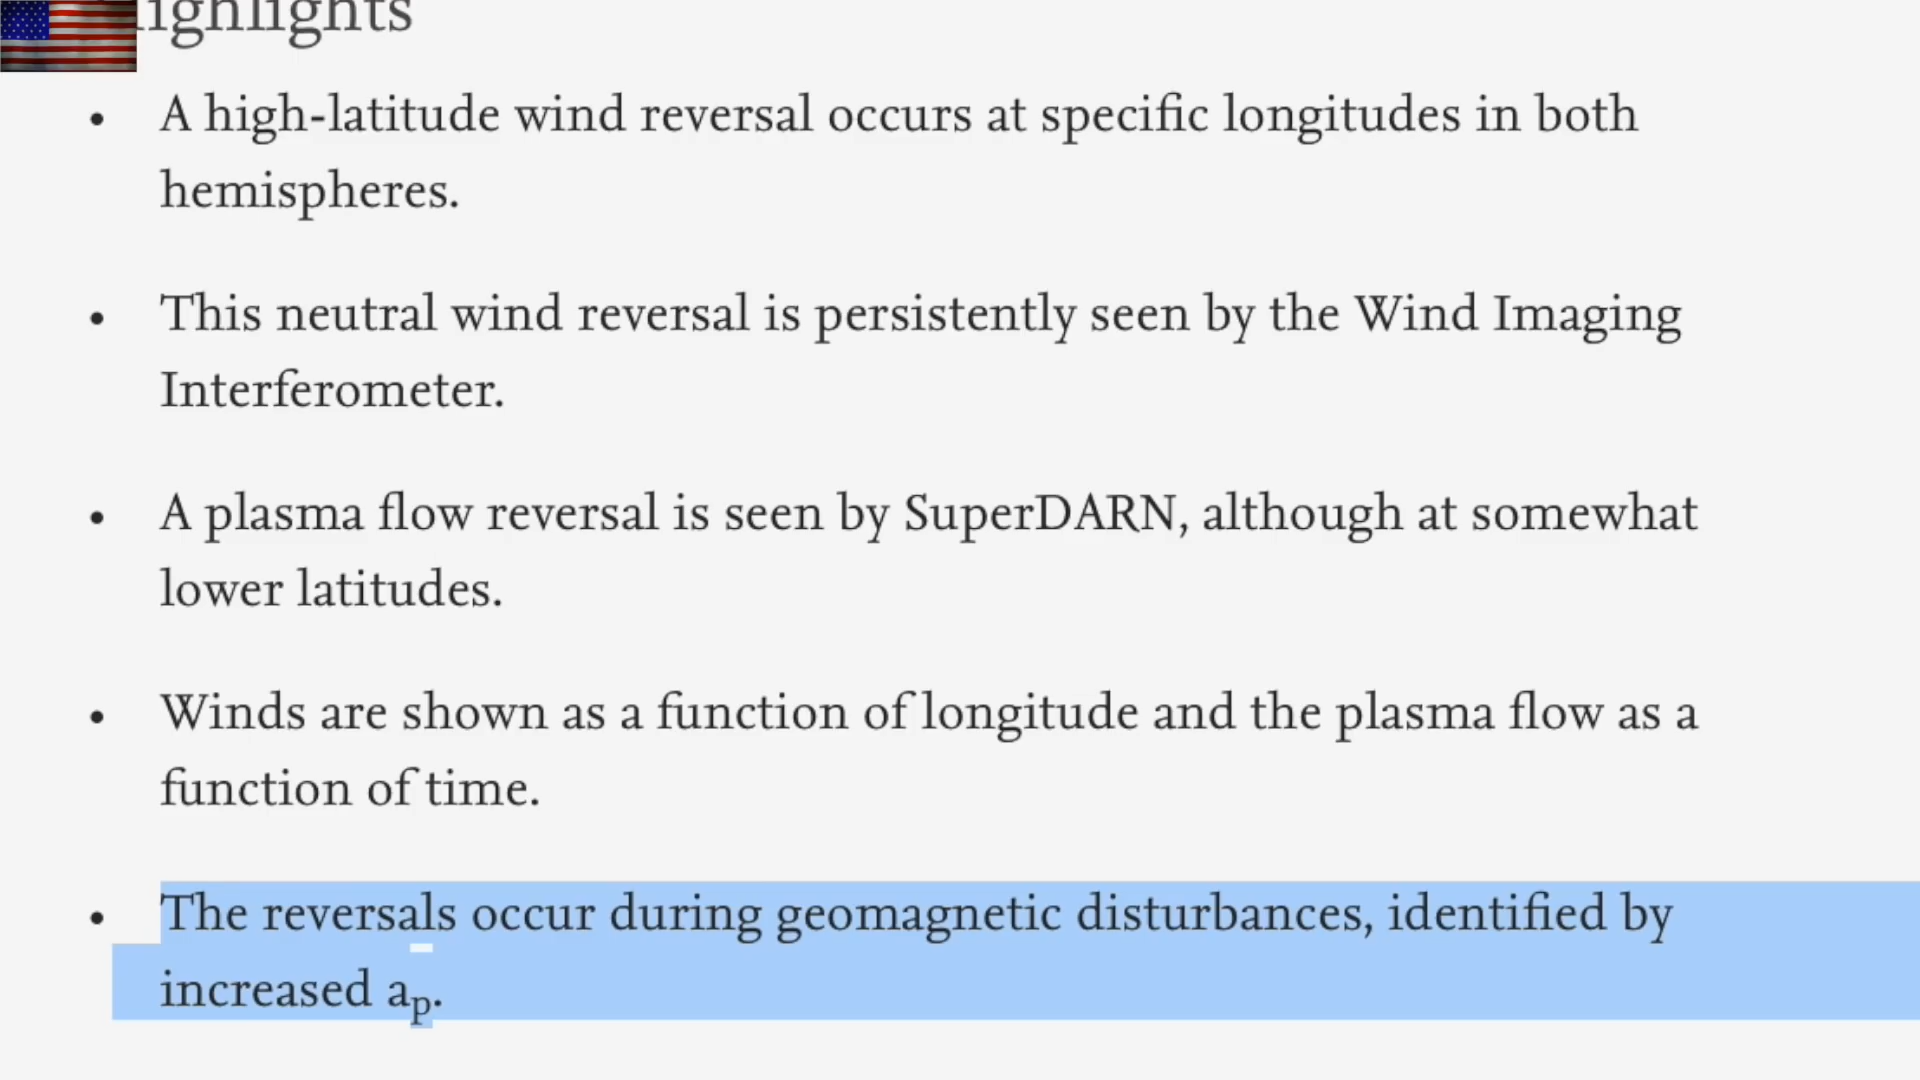 ighlights
• A high-latitude wind reversal occurs at specific longitudes in both
hemispheres.
• This neutral wind reversal is persistently seen by the Wind Imaging
Interferometer.
• A plasma flow reversal is seen by SuperDARN, although at somewhat
lower latitudes.
• Winds are shown as a function of longitude and the plasma flow as a
function of time.
• The reversals occur during geomagnetic disturbances, identified by
increased ap.